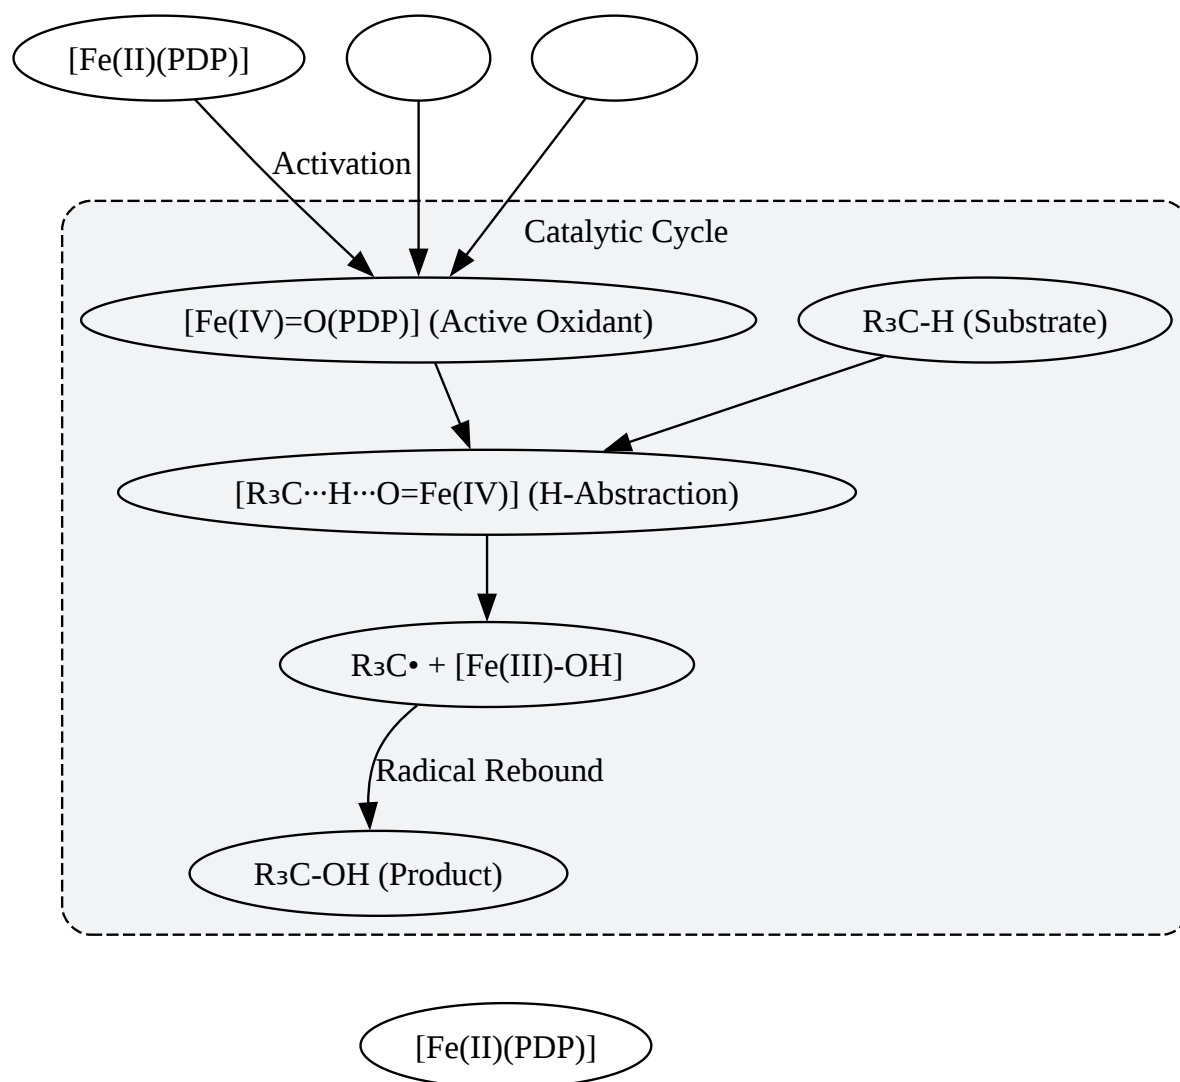 [Fe(II)(PDP)]
Activation
Catalytic Cycle
[Fe(IV)=O(PDP)] (Active Oxidant)
R₃C-H (Substrate)
[R₃C···H···O=Fe(IV)] (H-Abstraction)
R₃C• + [Fe(III)-OH]
Radical Rebound
R₃C-OH (Product)
[Fe(II)(PDP)]